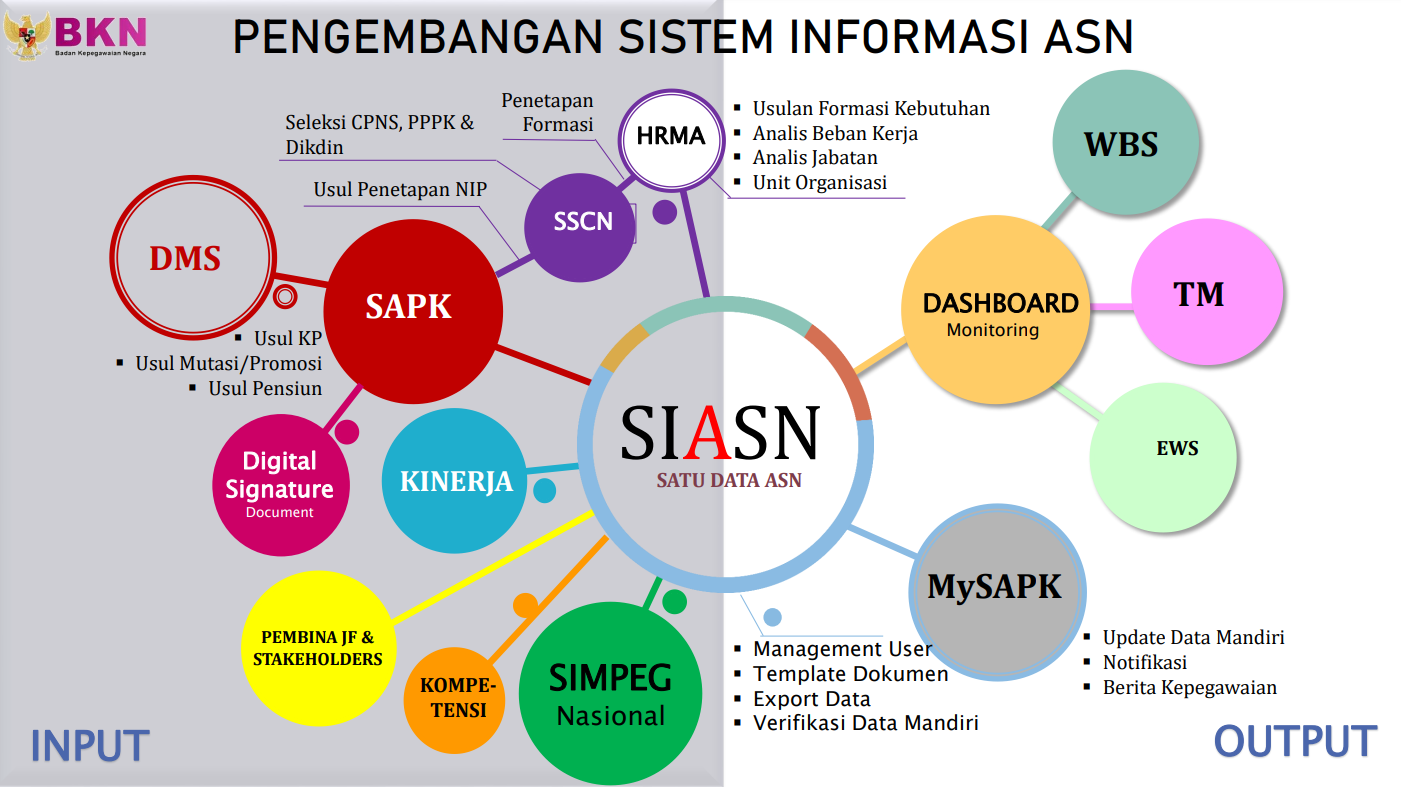 BKN
Badan Kepegawaian Negara
PENGEMBANGAN SISTEM INFORMASI ASN
Penetapan
Formasi
Seleksi CPNS, PPPK &
Dikdin
Usul Penetapan NIP
HRMA
▪ Usulan Formasi Kebutuhan
▪ Analis Beban Kerja
▪ Analis Jabatan
▪ Unit Organisasi
WBS
SSCN
DMS
SAPK
DASHBOARD
Monitoring
TM
▪ Usul KP
▪ Usul Mutasi/Promosi
▪ Usul Pensiun
SIASN
SATU DATA ASN
EWS
Digital
Signature
Document
KINERJA
MySAPK
PEMBINA JF &
STAKEHOLDERS
KOMPE-
TENSI
SIMPEG
Nasional
▪ Management User
▪ Template Dokumen
▪ Export Data
▪ Verifikasi Data Mandiri
▪ Update Data Mandiri
▪ Notifikasi
▪ Berita Kepegawaian
INPUT
OUTPUT